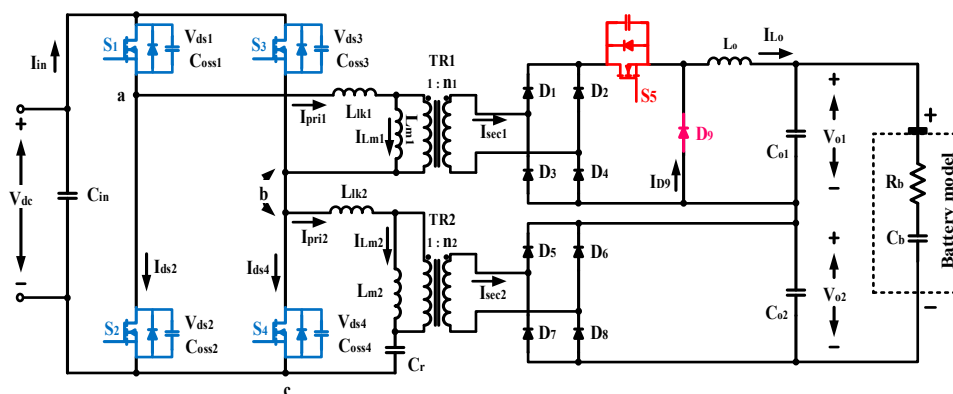 S1
Vds1
Coss1
S3
Vds3
Coss3
Iin
a
Llk1
Ipri1
ILm1
Lm1
TR1
1 : n1
Isec1
D1
D2
D3
D4
S5
D9
ID9
Lo
ILo
+
Co1
Vo1
−
+
Vdc
−
Cin
b
Llk2
Ipri2
ILm2
Lm2
TR2
1 : n2
Isec2
D5
D6
D7
D8
+
Co2
Vo2
−
+
Rb
Cb
−
Battery model
Ids2
Ids4
S2
Vds2
Coss2
S4
Vds4
Coss4
Cr
c